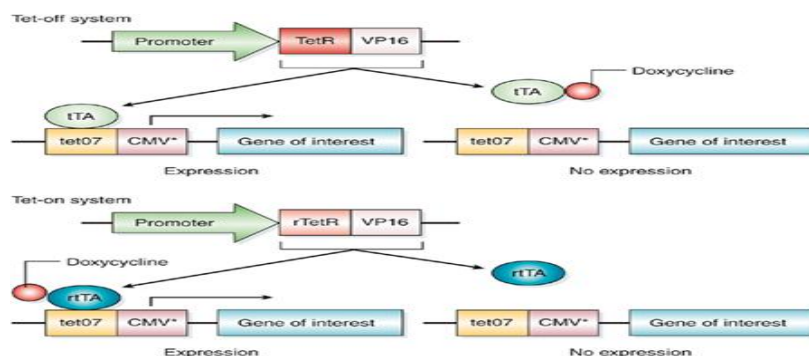 Tet-off system
Promoter TetR VP16
tTA Doxycycline
tTA
tet07 CMV* Gene of interest tet07 CMV* Gene of interest
Expression No expression
Tet-on system
Promoter rTetR VP16
Doxycycline
rtTA rtTA
tet07 CMV* Gene of interest tet07 CMV* Gene of interest
Expression No expression